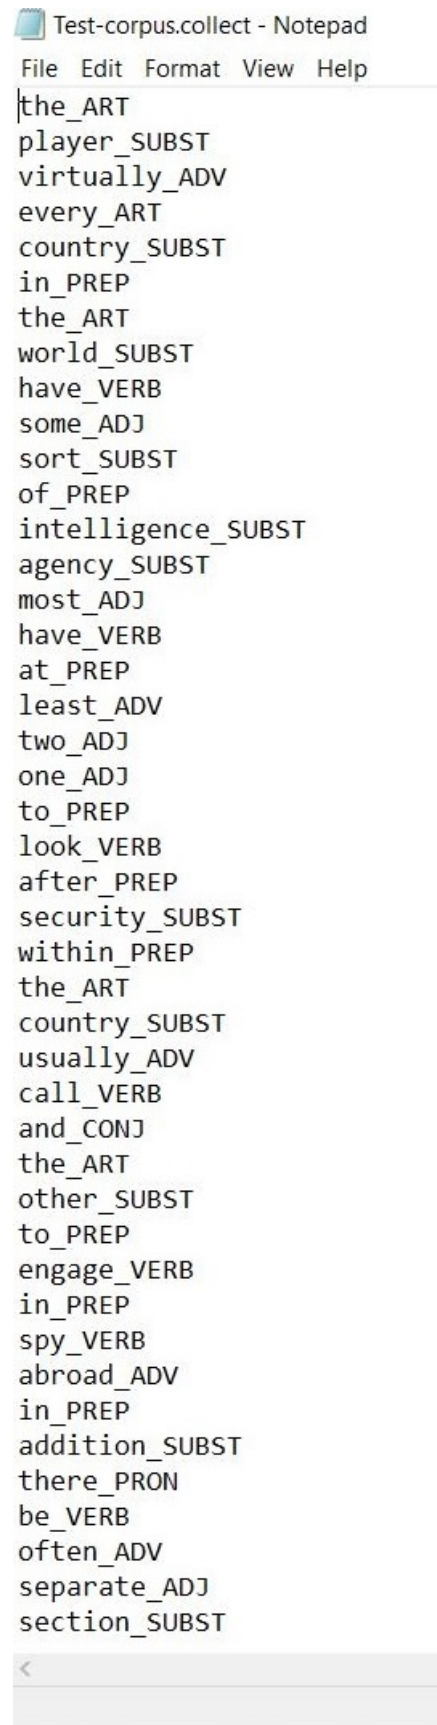 Test-corpus.collect - Notepad
File Edit Format View Help
the_ART
player_SUBST
virtually_ADV
every_ART
country_SUBST
in_PREP
the_ART
world_SUBST
have_VERB
some_ADJ
sort_SUBST
of_PREP
intelligence_SUBST
agency_SUBST
most_ADJ
have_VERB
at_PREP
least_ADV
two_ADJ
one_ADJ
to_PREP
look_VERB
after_PREP
security_SUBST
within_PREP
the_ART
country_SUBST
usually_ADV
call_VERB
and_CONJ
the_ART
other_SUBST
to_PREP
engage_VERB
in_PREP
spy_VERB
abroad_ADV
in_PREP
addition_SUBST
there_PRON
be_VERB
often_ADV
separate_ADJ
section_SUBST